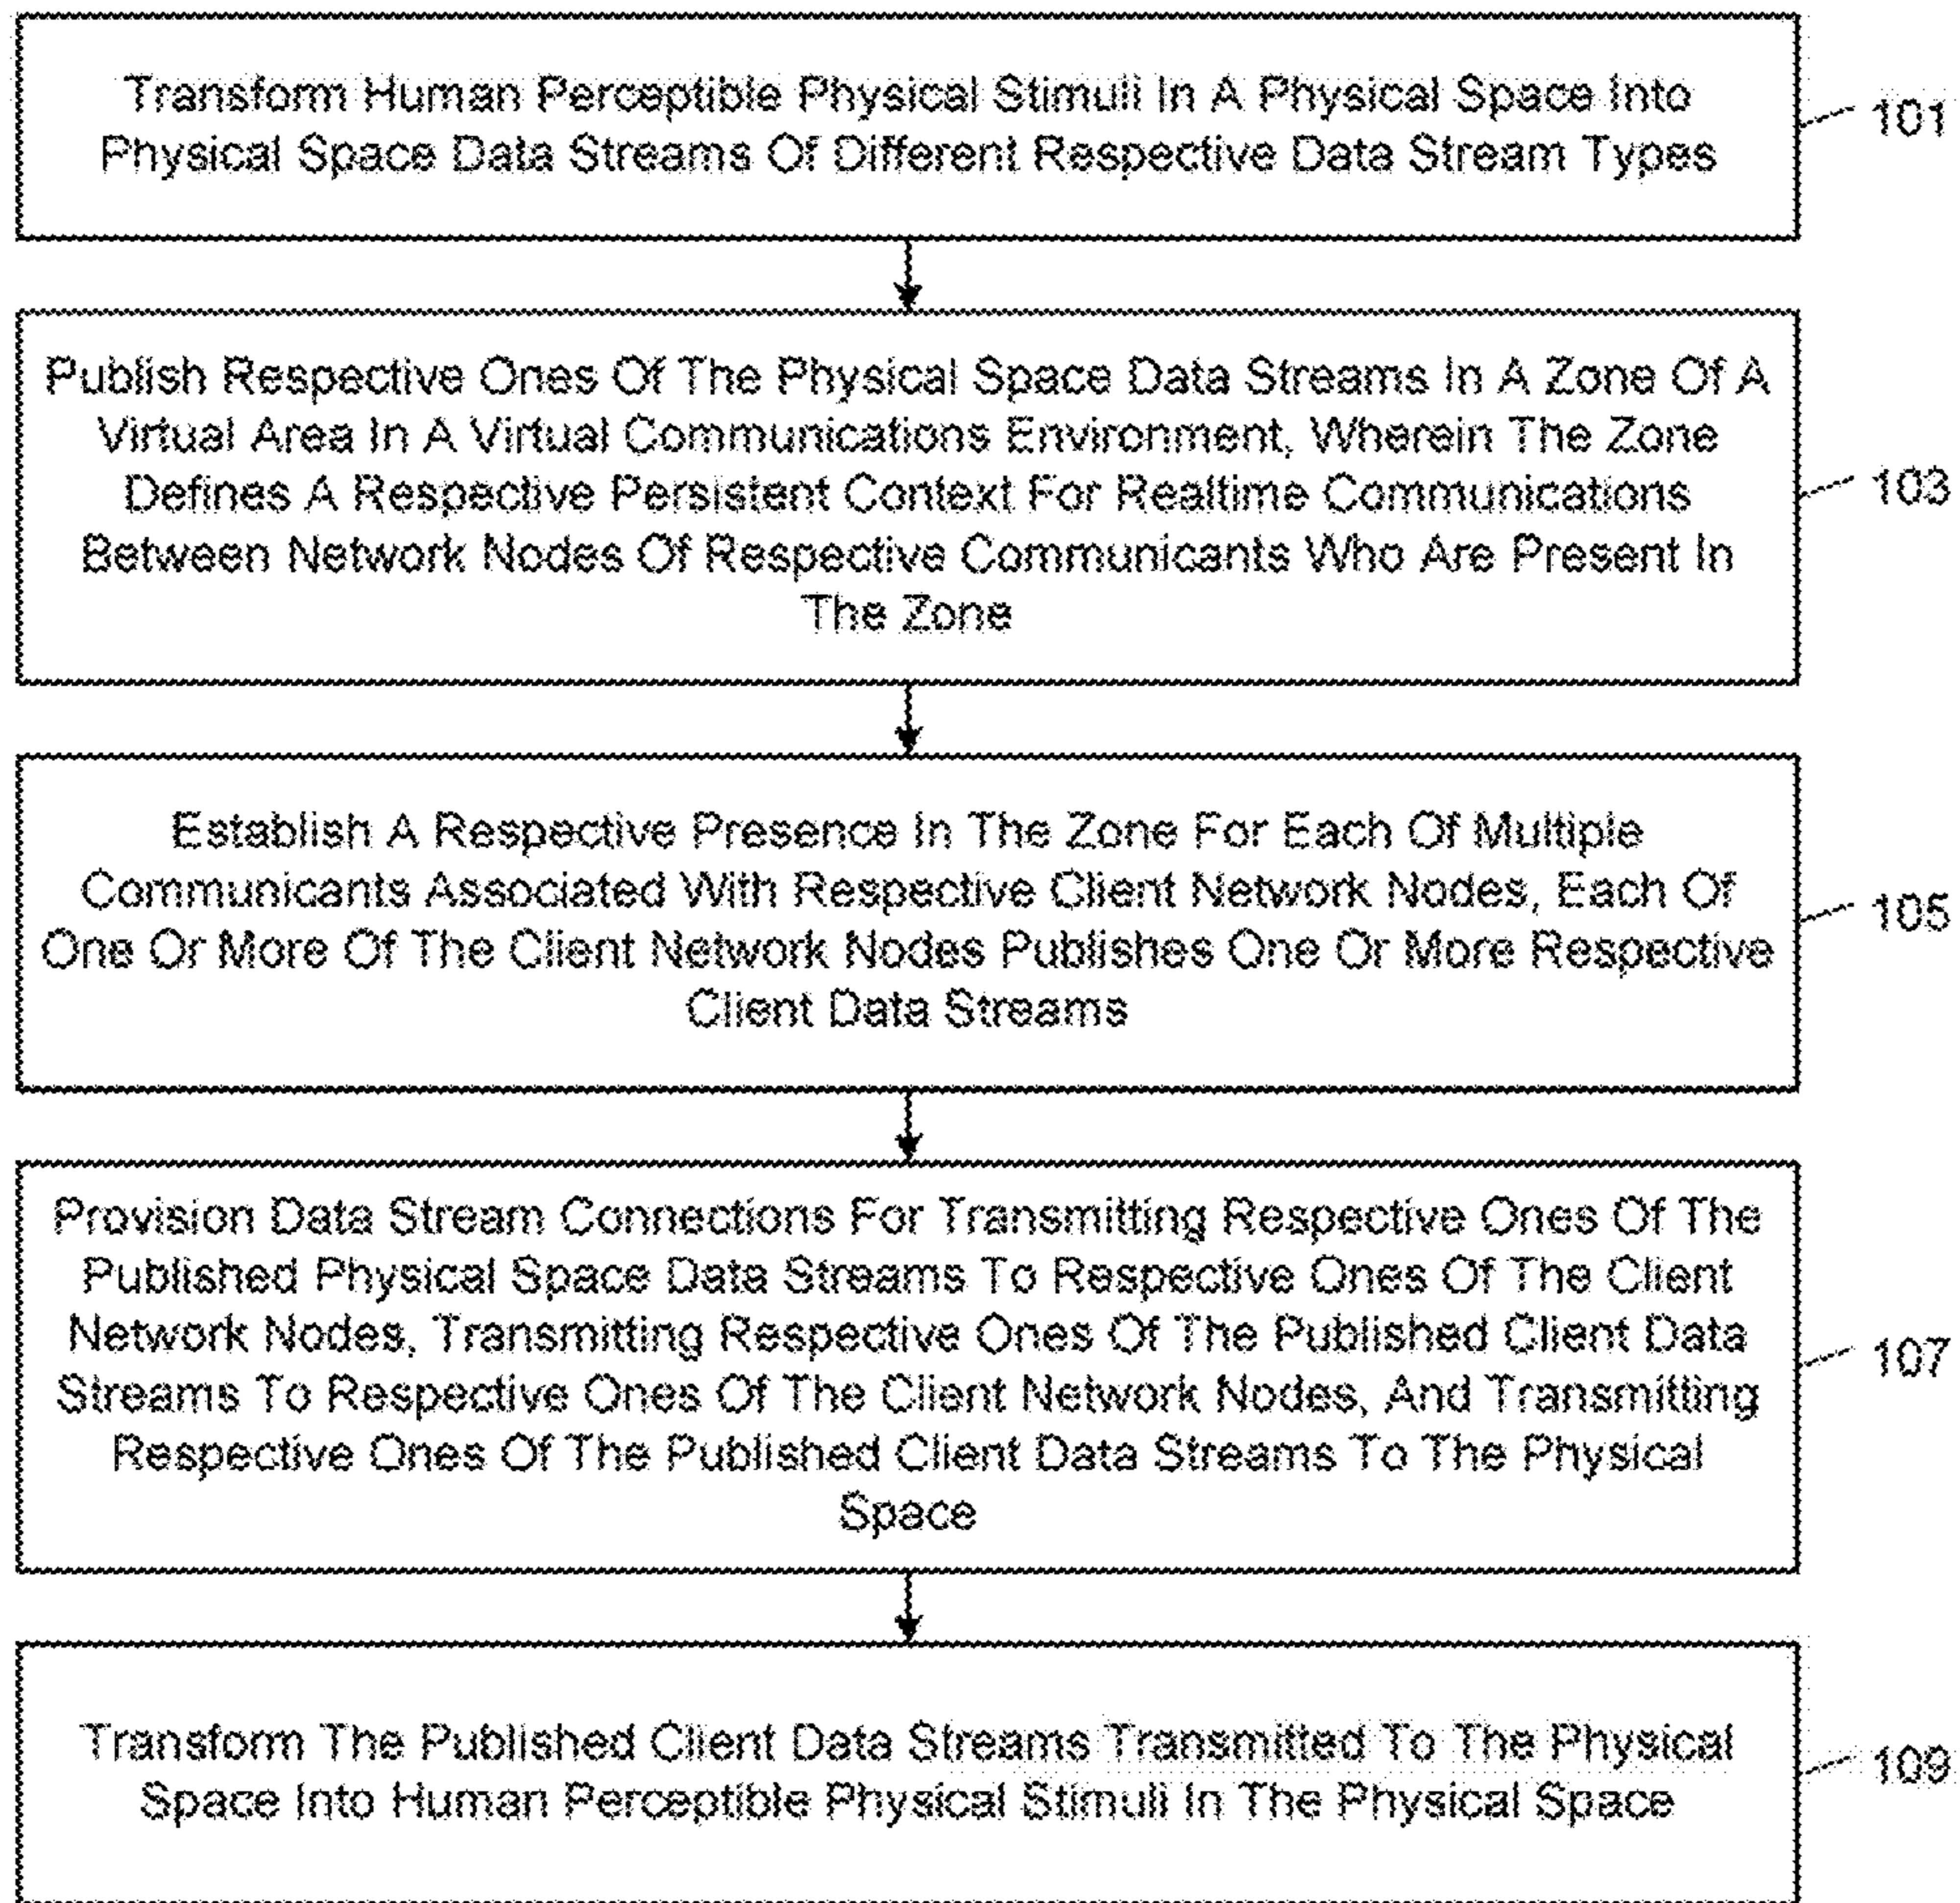 Transform Human Perceptible Physical Stimuli In A Physical Space Into
Physical Space Data Streams Of Different Respective Data Stream Types
101
Publish Respective Ones Of The Physical Space Data Streams In A Zone Of A
Virtual Area In A Virtual Communications Environment, Wherein The Zone
Defines A Respective Persistent Context For Realtime Communications
Between Network Nodes Of Respective Communicants Who Are Present In
The Zone
103
Establish A Respective Presence In The Zone For Each Of Multiple
Communicants Associated With Respective Client Network Nodes, Each Of
One Or More Of The Client Network Nodes Publishes One Or More Respective
Client Data Streams
105
Provision Data Stream Connections For Transmitting Respective Ones Of The
Published Physical Space Data Streams To Respective Ones Of The Client
Network Nodes, Transmitting Respective Ones Of The Published Client Data
Streams To Respective Ones Of The Client Network Nodes, And Transmitting
Respective Ones Of The Published Client Data Streams To The Physical
Space
107
Transform The Published Client Data Streams Transmitted To The Physical
Space Into Human Perceptible Physical Stimuli In The Physical Space
109